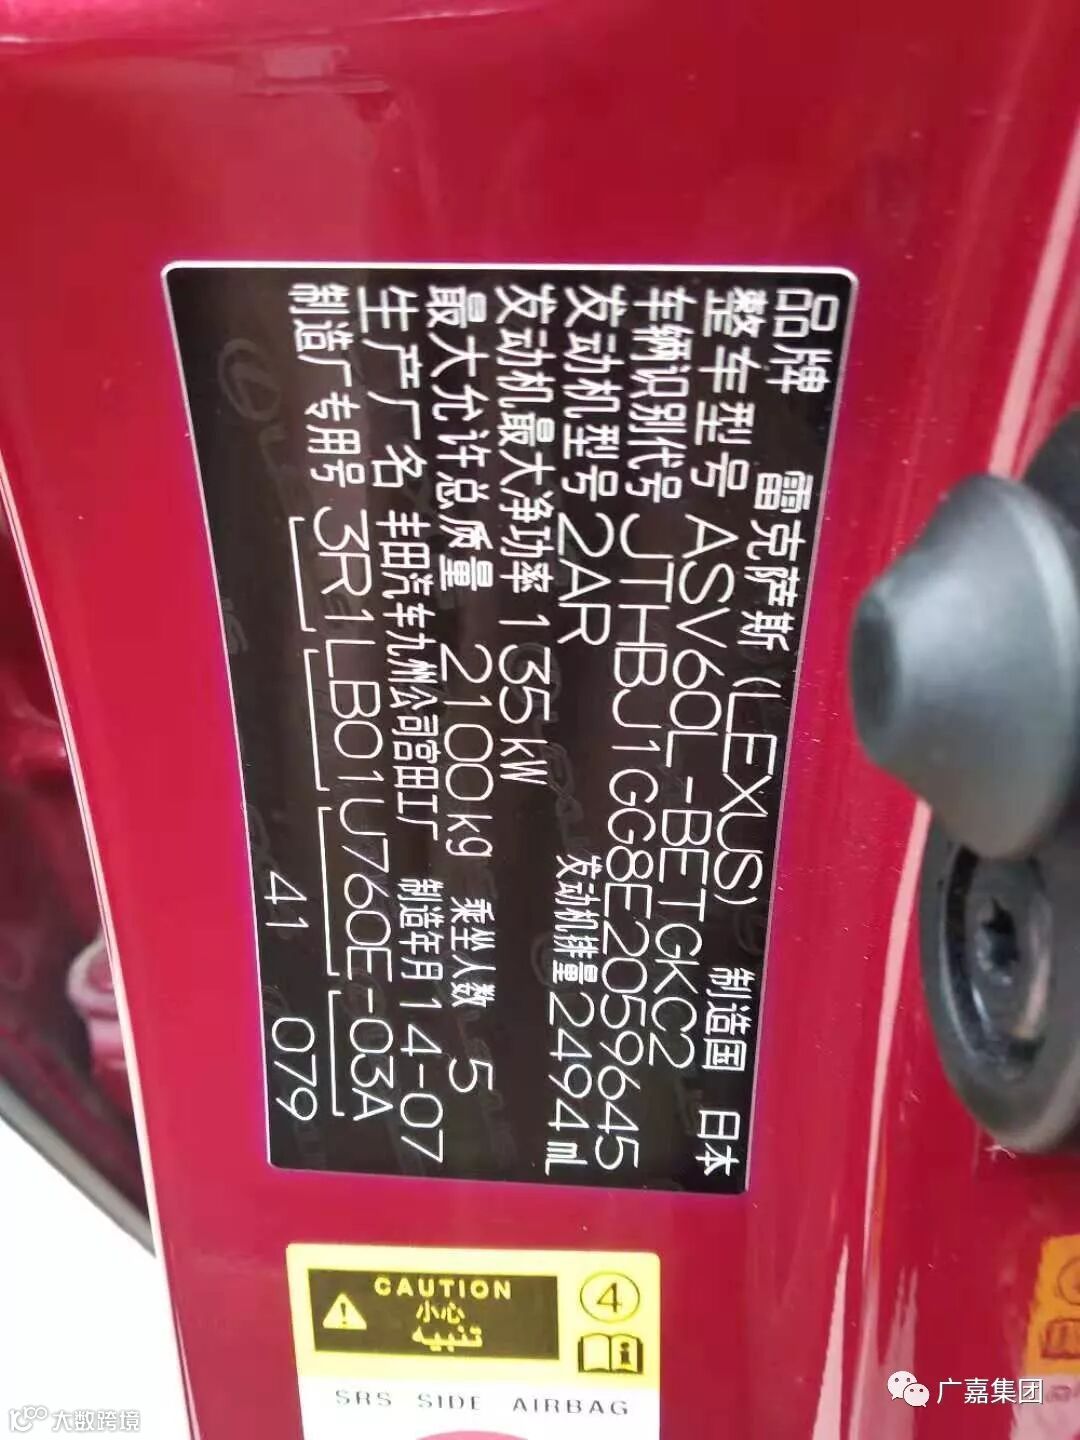 品牌 雷克萨斯 (LEXUS) 制造国 日本
整车型号 ASV60L-BETGKC2
车辆识别代号 JTHBJ1GG8E2059645
发动机型号 2AR 发动机排量 2494 mL
发动机最大净功率 135kW
最大允许总质量 2100kg 乘坐人数 5
生产厂名 丰田汽车九州公司宫田工厂 制造年月 14-07
制造厂专用号 3R1 LB01 U760E-03A
41 079
CAUTION
小心
تنبيه
4
SRS SIDE AIRBAG
广嘉集团
大数跨境